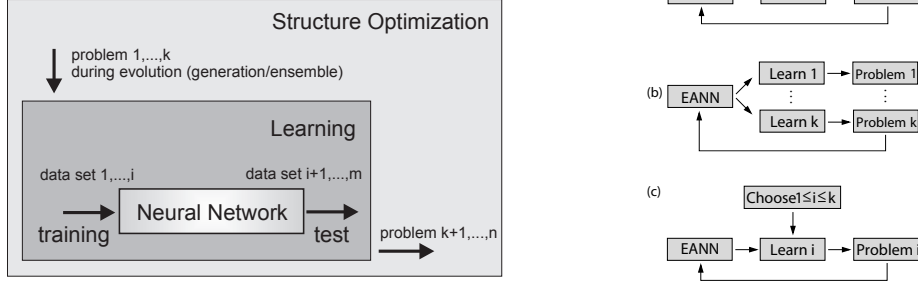 Structure Optimization
problem 1,...,k
during evolution (generation/ensemble)
Learning
data set 1,...,i
data set i+1,...,m
Neural Network
training
test
problem k+1,...,n
(b)
EANN
Learn 1
Problem 1
⋮
⋮
Learn k
Problem k
(c)
Choose1≤i≤k
EANN
Learn i
Problem i